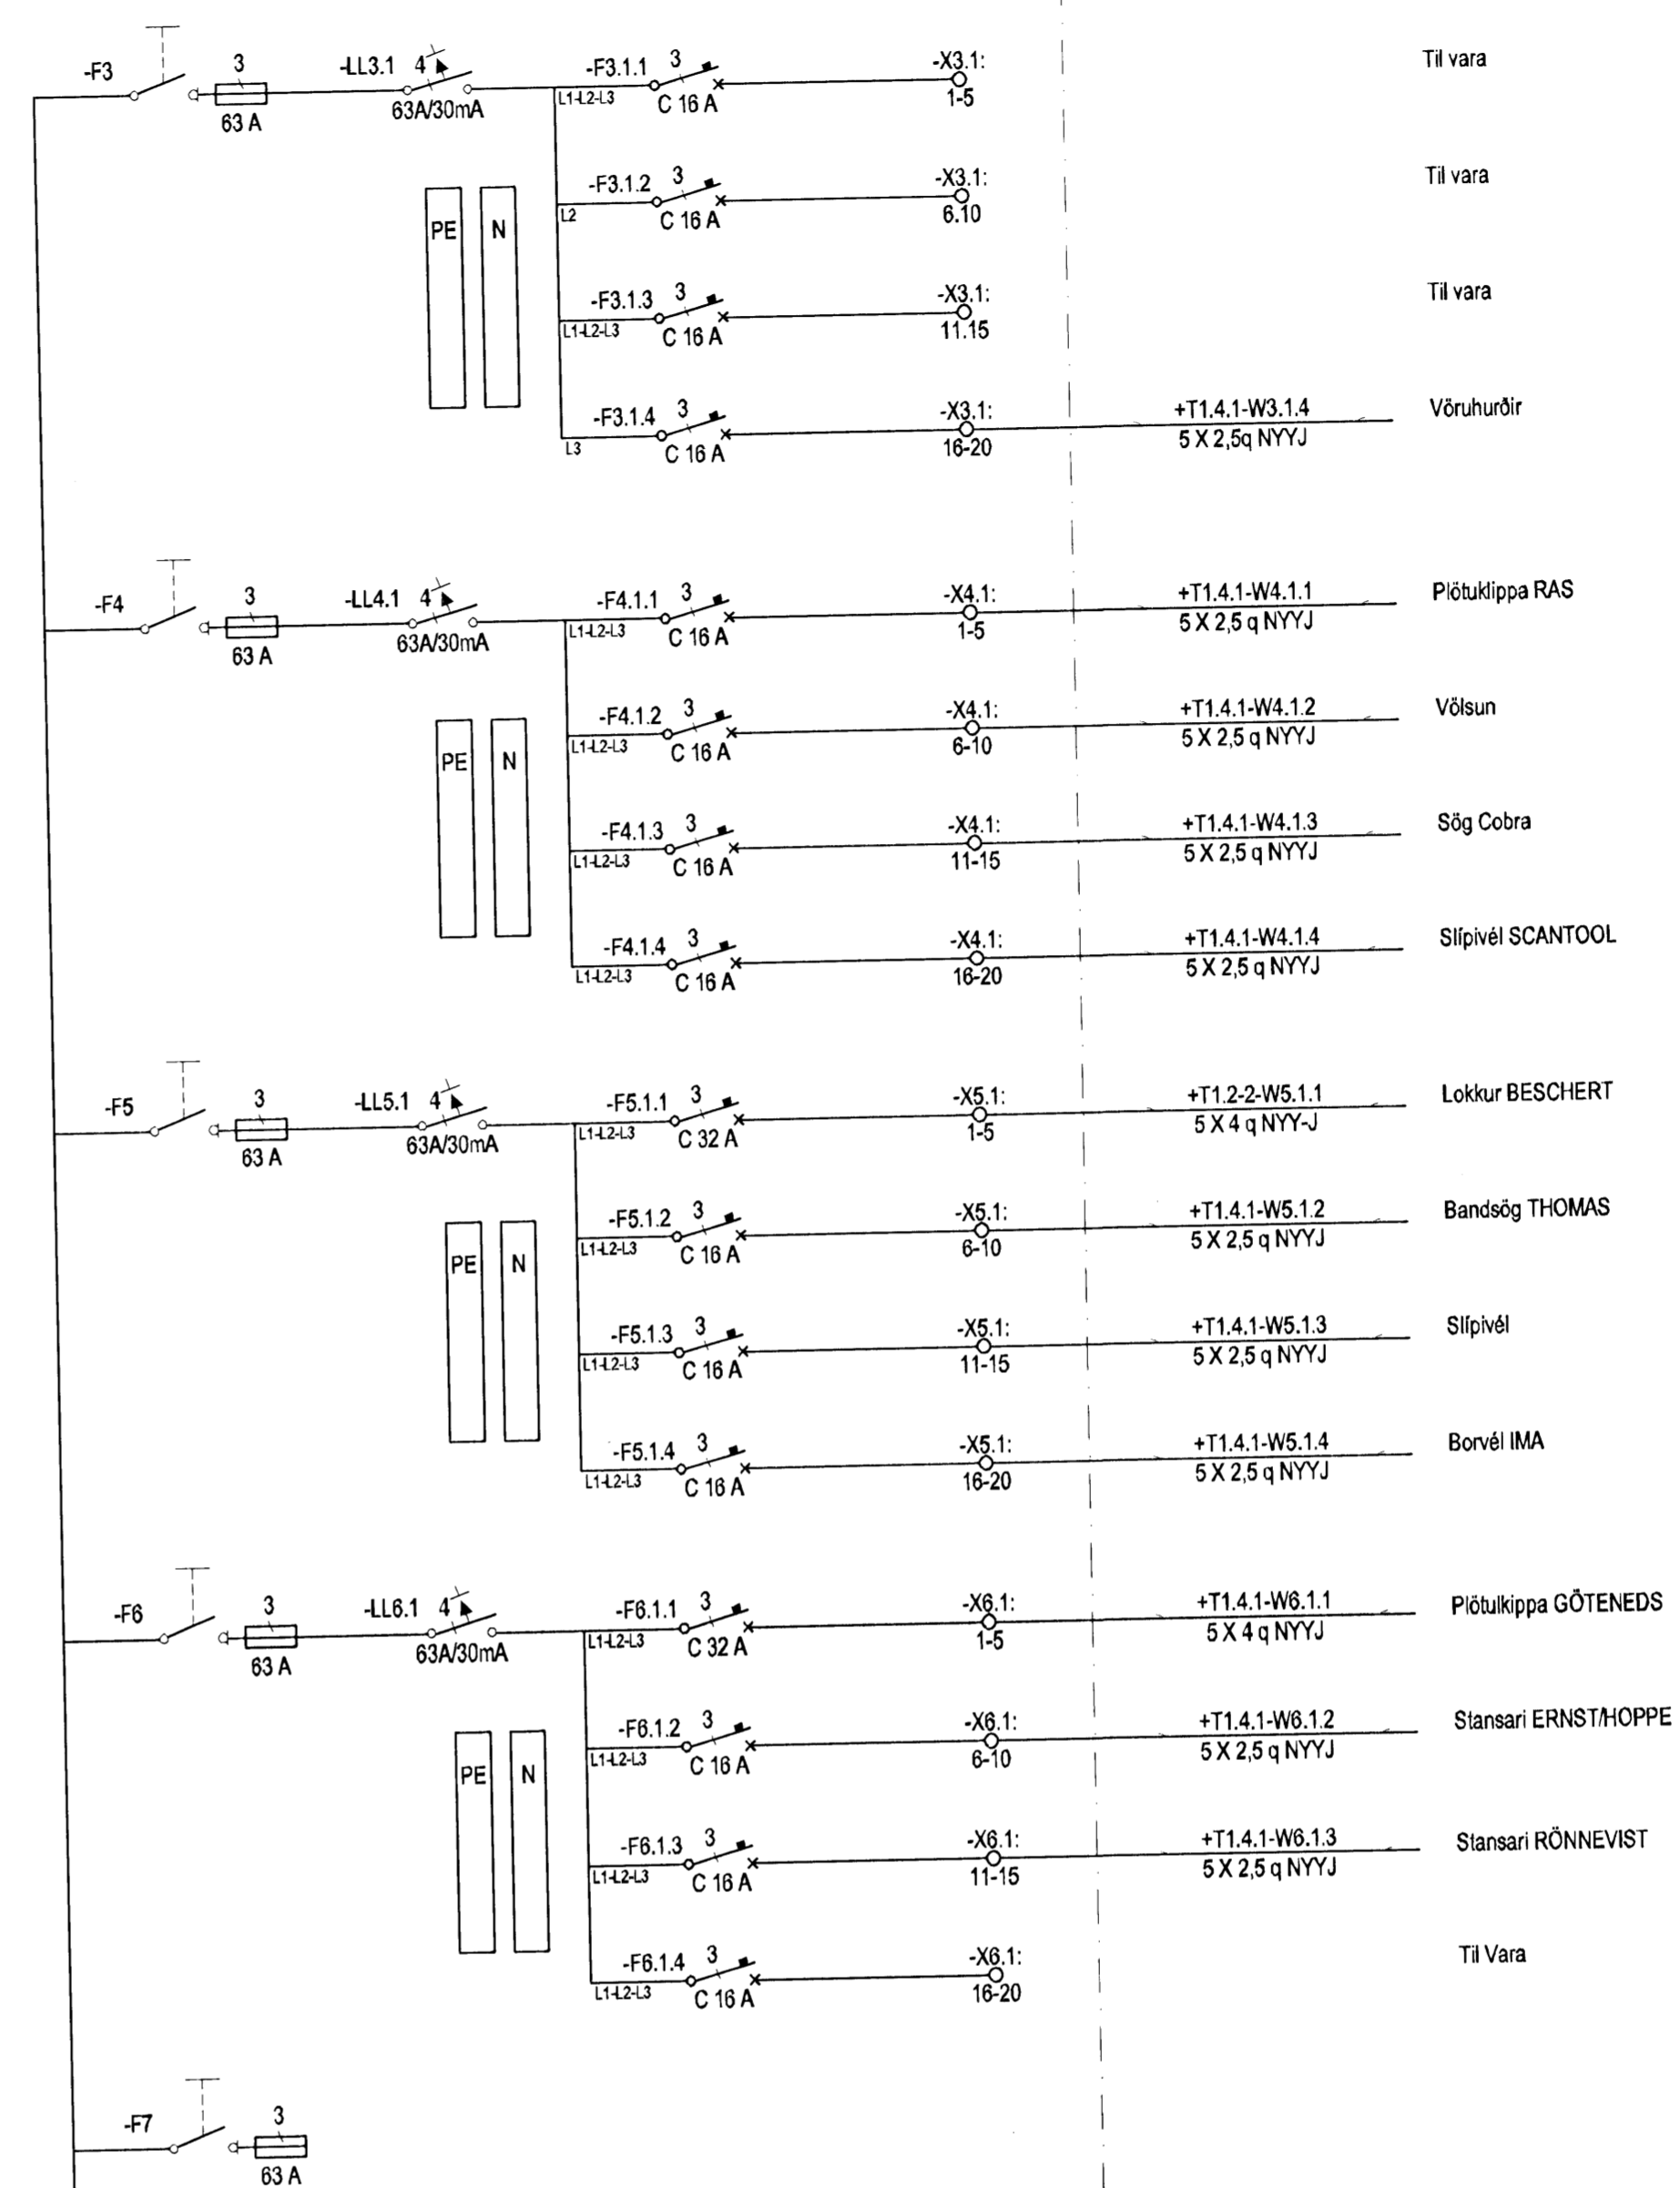 -F3 3 63 A -LL3.1 4 63A/30mA
-F3.1.1 3 L1-L2-L3 C 16 A -X3.1: 1-5 Til vara
-F3.1.2 3 L2 C 16 A -X3.1: 6.10 Til vara
PE N
-F3.1.3 3 L1-L2-L3 C 16 A -X3.1: 11.15 Til vara
-F3.1.4 3 L3 C 16 A -X3.1: 16-20 +T1.4.1-W3.1.4 5 X 2,5q NYYJ Vöruhurðir
-F4 3 63 A -LL4.1 4 63A/30mA
-F4.1.1 3 L1-L2-L3 C 16 A -X4.1: 1-5 +T1.4.1-W4.1.1 5 X 2,5 q NYYJ Plötuklippa RAS
-F4.1.2 3 L1-L2-L3 C 16 A -X4.1: 6-10 +T1.4.1-W4.1.2 5 X 2,5 q NYYJ Völsun
PE N
-F4.1.3 3 L1-L2-L3 C 16 A -X4.1: 11-15 +T1.4.1-W4.1.3 5 X 2,5 q NYYJ Sög Cobra
-F4.1.4 3 L1-L2-L3 C 16 A -X4.1: 16-20 +T1.4.1-W4.1.4 5 X 2,5 q NYYJ Slípivél SCANTOOL
-F5 3 63 A -LL5.1 4 63A/30mA
-F5.1.1 3 L1-L2-L3 C 32 A -X5.1: 1-5 +T1.2-2-W5.1.1 5 X 4 q NYY-J Lokkur BESCHERT
-F5.1.2 3 L1-L2-L3 C 16 A -X5.1: 6-10 +T1.4.1-W5.1.2 5 X 2,5 q NYYJ Bandsög THOMAS
PE N
-F5.1.3 3 L1-L2-L3 C 16 A -X5.1: 11-15 +T1.4.1-W5.1.3 5 X 2,5 q NYYJ Slípivél
-F5.1.4 3 L1-L2-L3 C 16 A -X5.1: 16-20 +T1.4.1-W5.1.4 5 X 2,5 q NYYJ Borvél IMA
-F6 3 63 A -LL6.1 4 63A/30mA
-F6.1.1 3 L1-L2-L3 C 32 A -X6.1: 1-5 +T1.4.1-W6.1.1 5 X 4 q NYYJ Plötulkippa GÖTENEDS
-F6.1.2 3 L1-L2-L3 C 16 A -X6.1: 6-10 +T1.4.1-W6.1.2 5 X 2,5 q NYYJ Stansari ERNST/HOPPE
PE N
-F6.1.3 3 L1-L2-L3 C 16 A -X6.1: 11-15 +T1.4.1-W6.1.3 5 X 2,5 q NYYJ Stansari RÖNNEVIST
-F6.1.4 3 L1-L2-L3 C 16 A -X6.1: 16-20 Til Vara
-F7 3 63 A